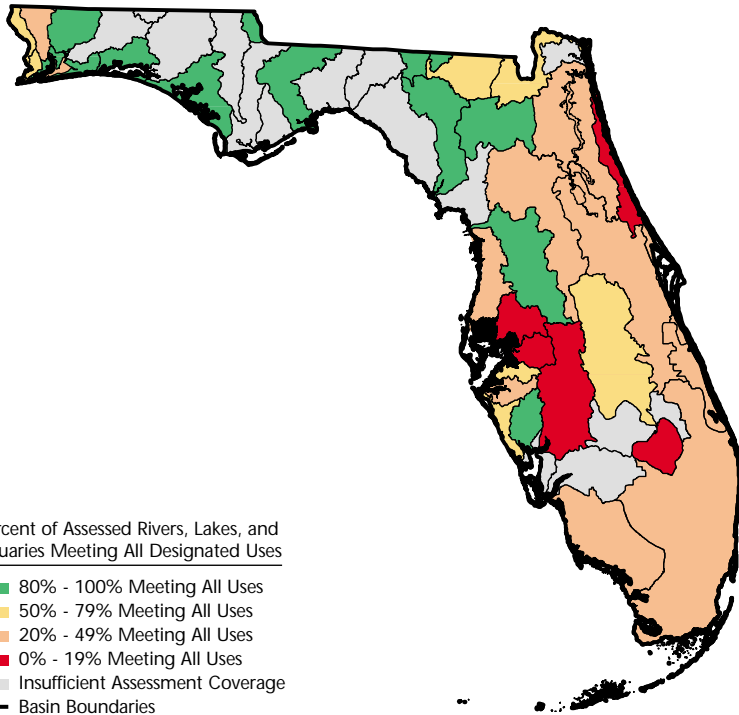 rcent of Assessed Rivers, Lakes, and
uaries Meeting All Designated Uses
80% - 100% Meeting All Uses
50% - 79% Meeting All Uses
20% - 49% Meeting All Uses
0% - 19% Meeting All Uses
Insufficient Assessment Coverage
Basin Boundaries